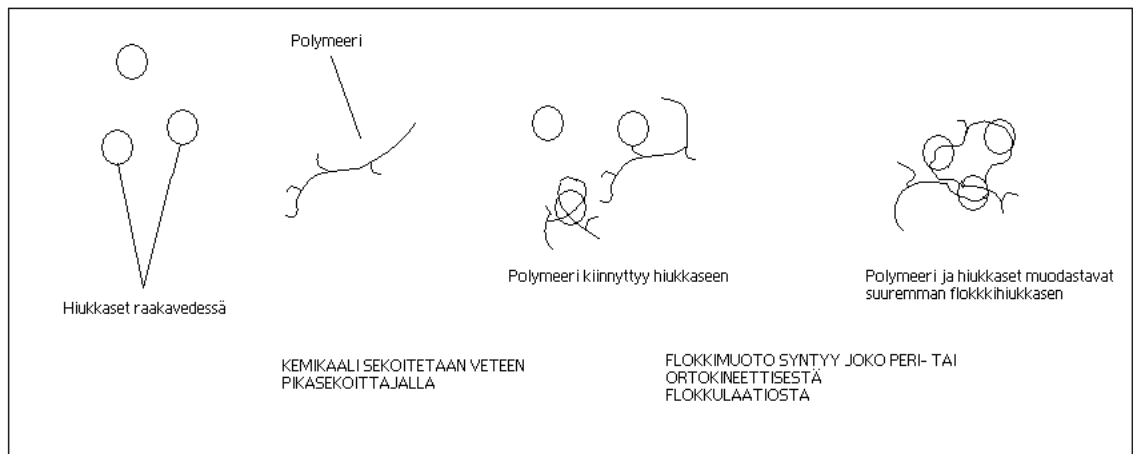 Polymeeri
Hiukkaset raakavedessä
Polymeeri kiinnyttyy hiukkaseen
Polymeeri ja hiukkaset muodastavat
suuremman flokkkihiukkasen
KEMIKAALI SEKOITETAAN VETEEN
PIKASEKOITTAJALLA
FLOKKIMUOTO SYNTYY JOKO PERI- TAI
ORTOKINEETTISESTÄ
FLOKKULAATIOSTA